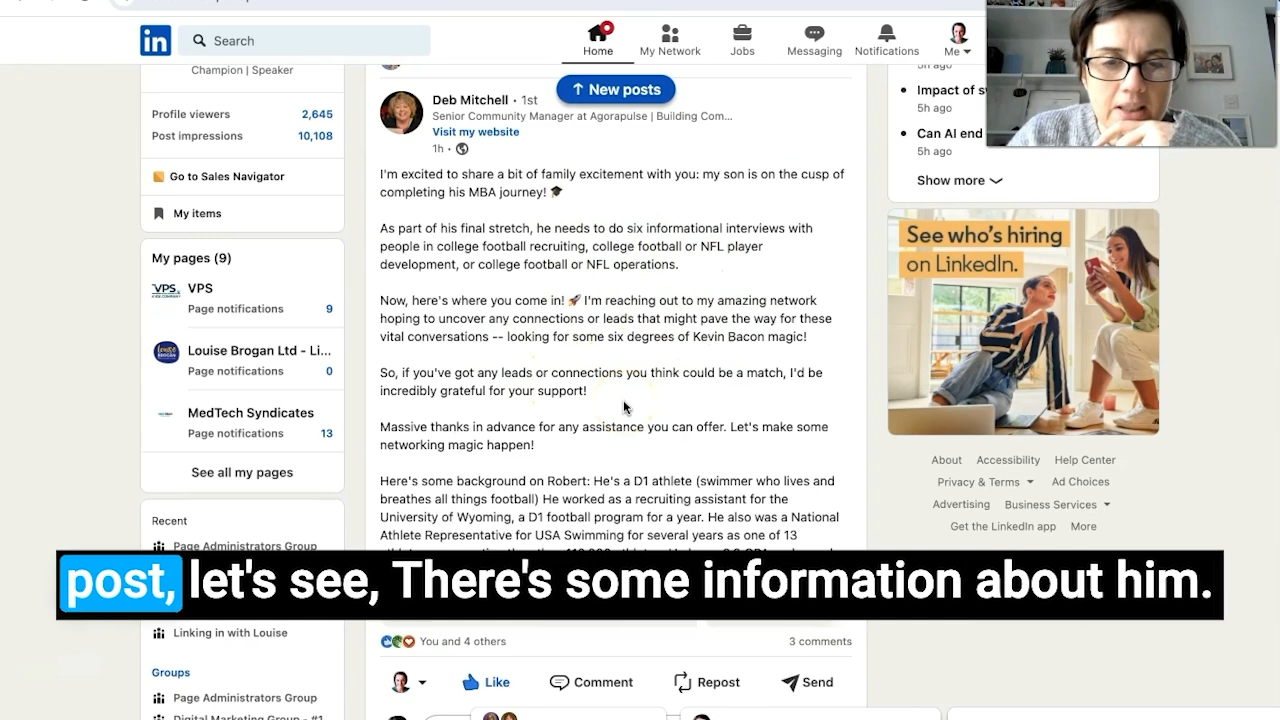 in
Search
Home
My Network
Jobs
Messaging
Notifications
Me
Champion | Speaker
Profile viewers
2,645
Post impressions
10,108
Go to Sales Navigator
My items
My pages (9)
VPS
VPS
Page notifications
9
Louise Brogan Ltd - Li...
Page notifications
0
MedTech Syndicates
Page notifications
13
See all my pages
Recent
Page Administrators Group
Linking in with Louise
Groups
Page Administrators Group
Digital Marketing Group - #1
↑ New posts
Deb Mitchell • 1st
Senior Community Manager at Agorapulse | Building Com...
Visit my website
1h •
I'm excited to share a bit of family excitement with you: my son is on the cusp of
completing his MBA journey! 🎓
As part of his final stretch, he needs to do six informational interviews with
people in college football recruiting, college football or NFL player
development, or college football or NFL operations.
Now, here's where you come in! 🚀 I'm reaching out to my amazing network
hoping to uncover any connections or leads that might pave the way for these
vital conversations -- looking for some six degrees of Kevin Bacon magic!
So, if you've got any leads or connections you think could be a match, I'd be
incredibly grateful for your support!
Massive thanks in advance for any assistance you can offer. Let's make some
networking magic happen!
Here's some background on Robert: He's a D1 athlete (swimmer who lives and
breathes all things football) He worked as a recruiting assistant for the
University of Wyoming, a D1 football program for a year. He also was a National
Athlete Representative for USA Swimming for several years as one of 13
post, let's see, There's some information about him.
You and 4 others
3 comments
Like
Comment
Repost
Send
5h ago
Impact of s
5h ago
Can AI end
5h ago
Show more
See who's hiring
on LinkedIn.
About
Accessibility
Help Center
Privacy & Terms
Ad Choices
Advertising
Business Services
Get the LinkedIn app
More